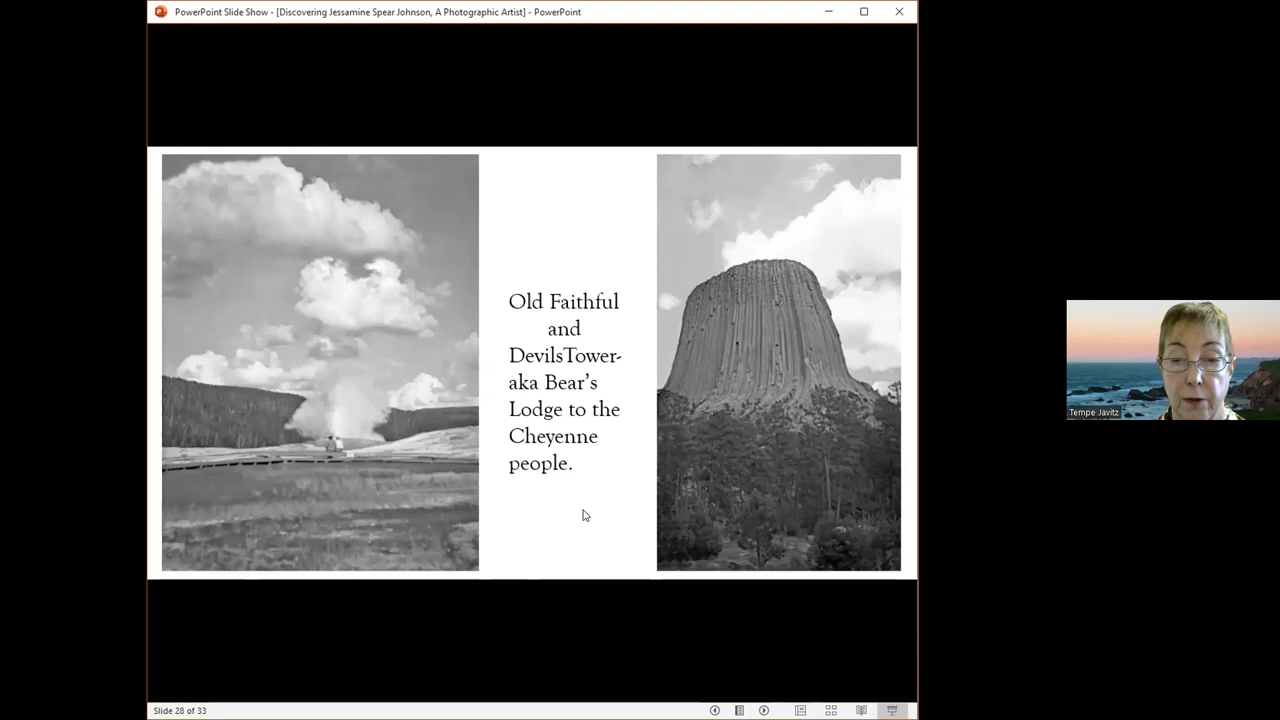 PowerPoint Slide Show - [Discovering Jessamine Spear Johnson, A Photographic Artist] - PowerPoint
Old Faithful
and
DevilsTower-
aka Bear's
Lodge to the
Cheyenne
people.
Tempe Javitz
Slide 28 of 33